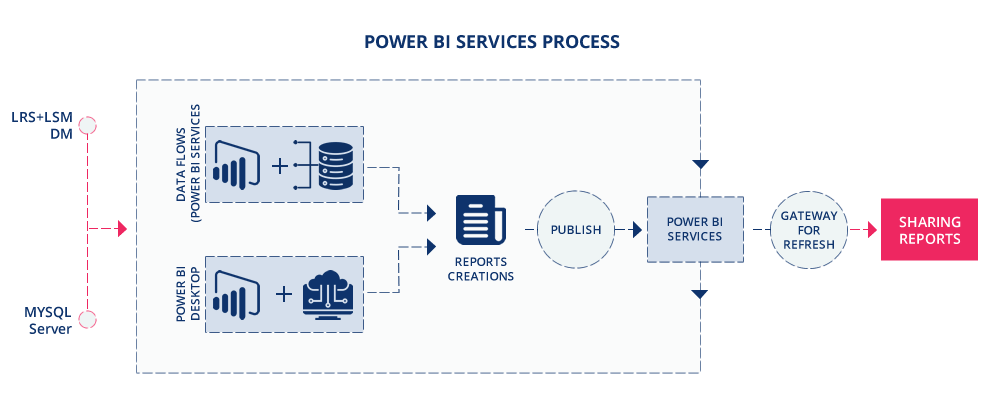 POWER BI SERVICES PROCESS
LRS+LSM
DM
MYSQL
Server
DATA FLOWS
(POWER BI SERVICES
POWER BI
DESKTOP
REPORTS
CREATIONS
PUBLISH
POWER BI
SERVICES
GATEWAY
FOR
REFRESH
SHARING
REPORTS